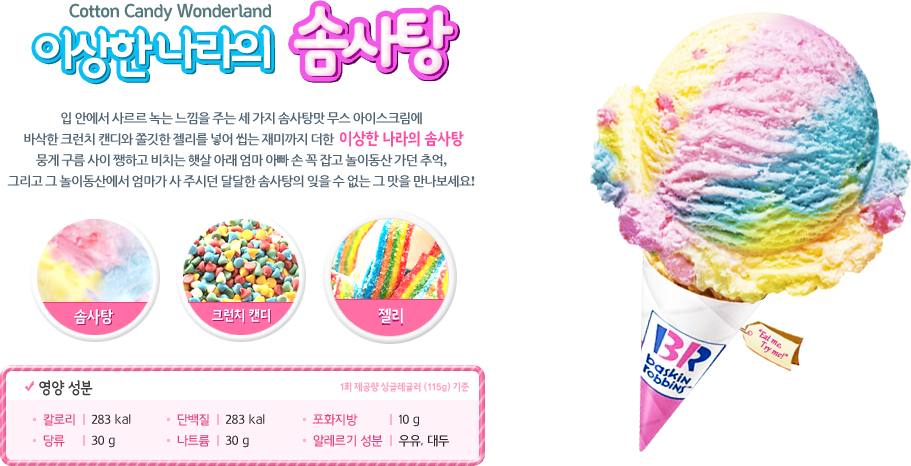 Cotton Candy Wonderland
이상한 나라의 솜사탕
입 안에서 사르르 녹는 느낌을 주는 세 가지 솜사탕맛 무스 아이스크림에
바삭한 크런치 캔디와 쫄깃한 젤리를 넣어 씹는 재미까지 더한 이상한 나라의 솜사탕
뭉게 구름 사이 쨍하고 비치는 햇살 아래 엄마 아빠 손 꼭 잡고 놀이동산 가던 추억,
그리고 그 놀이동산에서 엄마가 사 주시던 달달한 솜사탕의 잊을 수 없는 그 맛을 만나보세요!
솜사탕
크런치 캔디
젤리
영양 성분
1회 제공량 싱글레귤러 (115g) 기준
칼로리 | 283 kal
단백질 | 283 kal
포화지방 | 10 g
당류 | 30 g
나트륨 | 30 g
알레르기 성분 | 우유, 대두
BR
baskin
robbins
"Eat me,
Try me!"